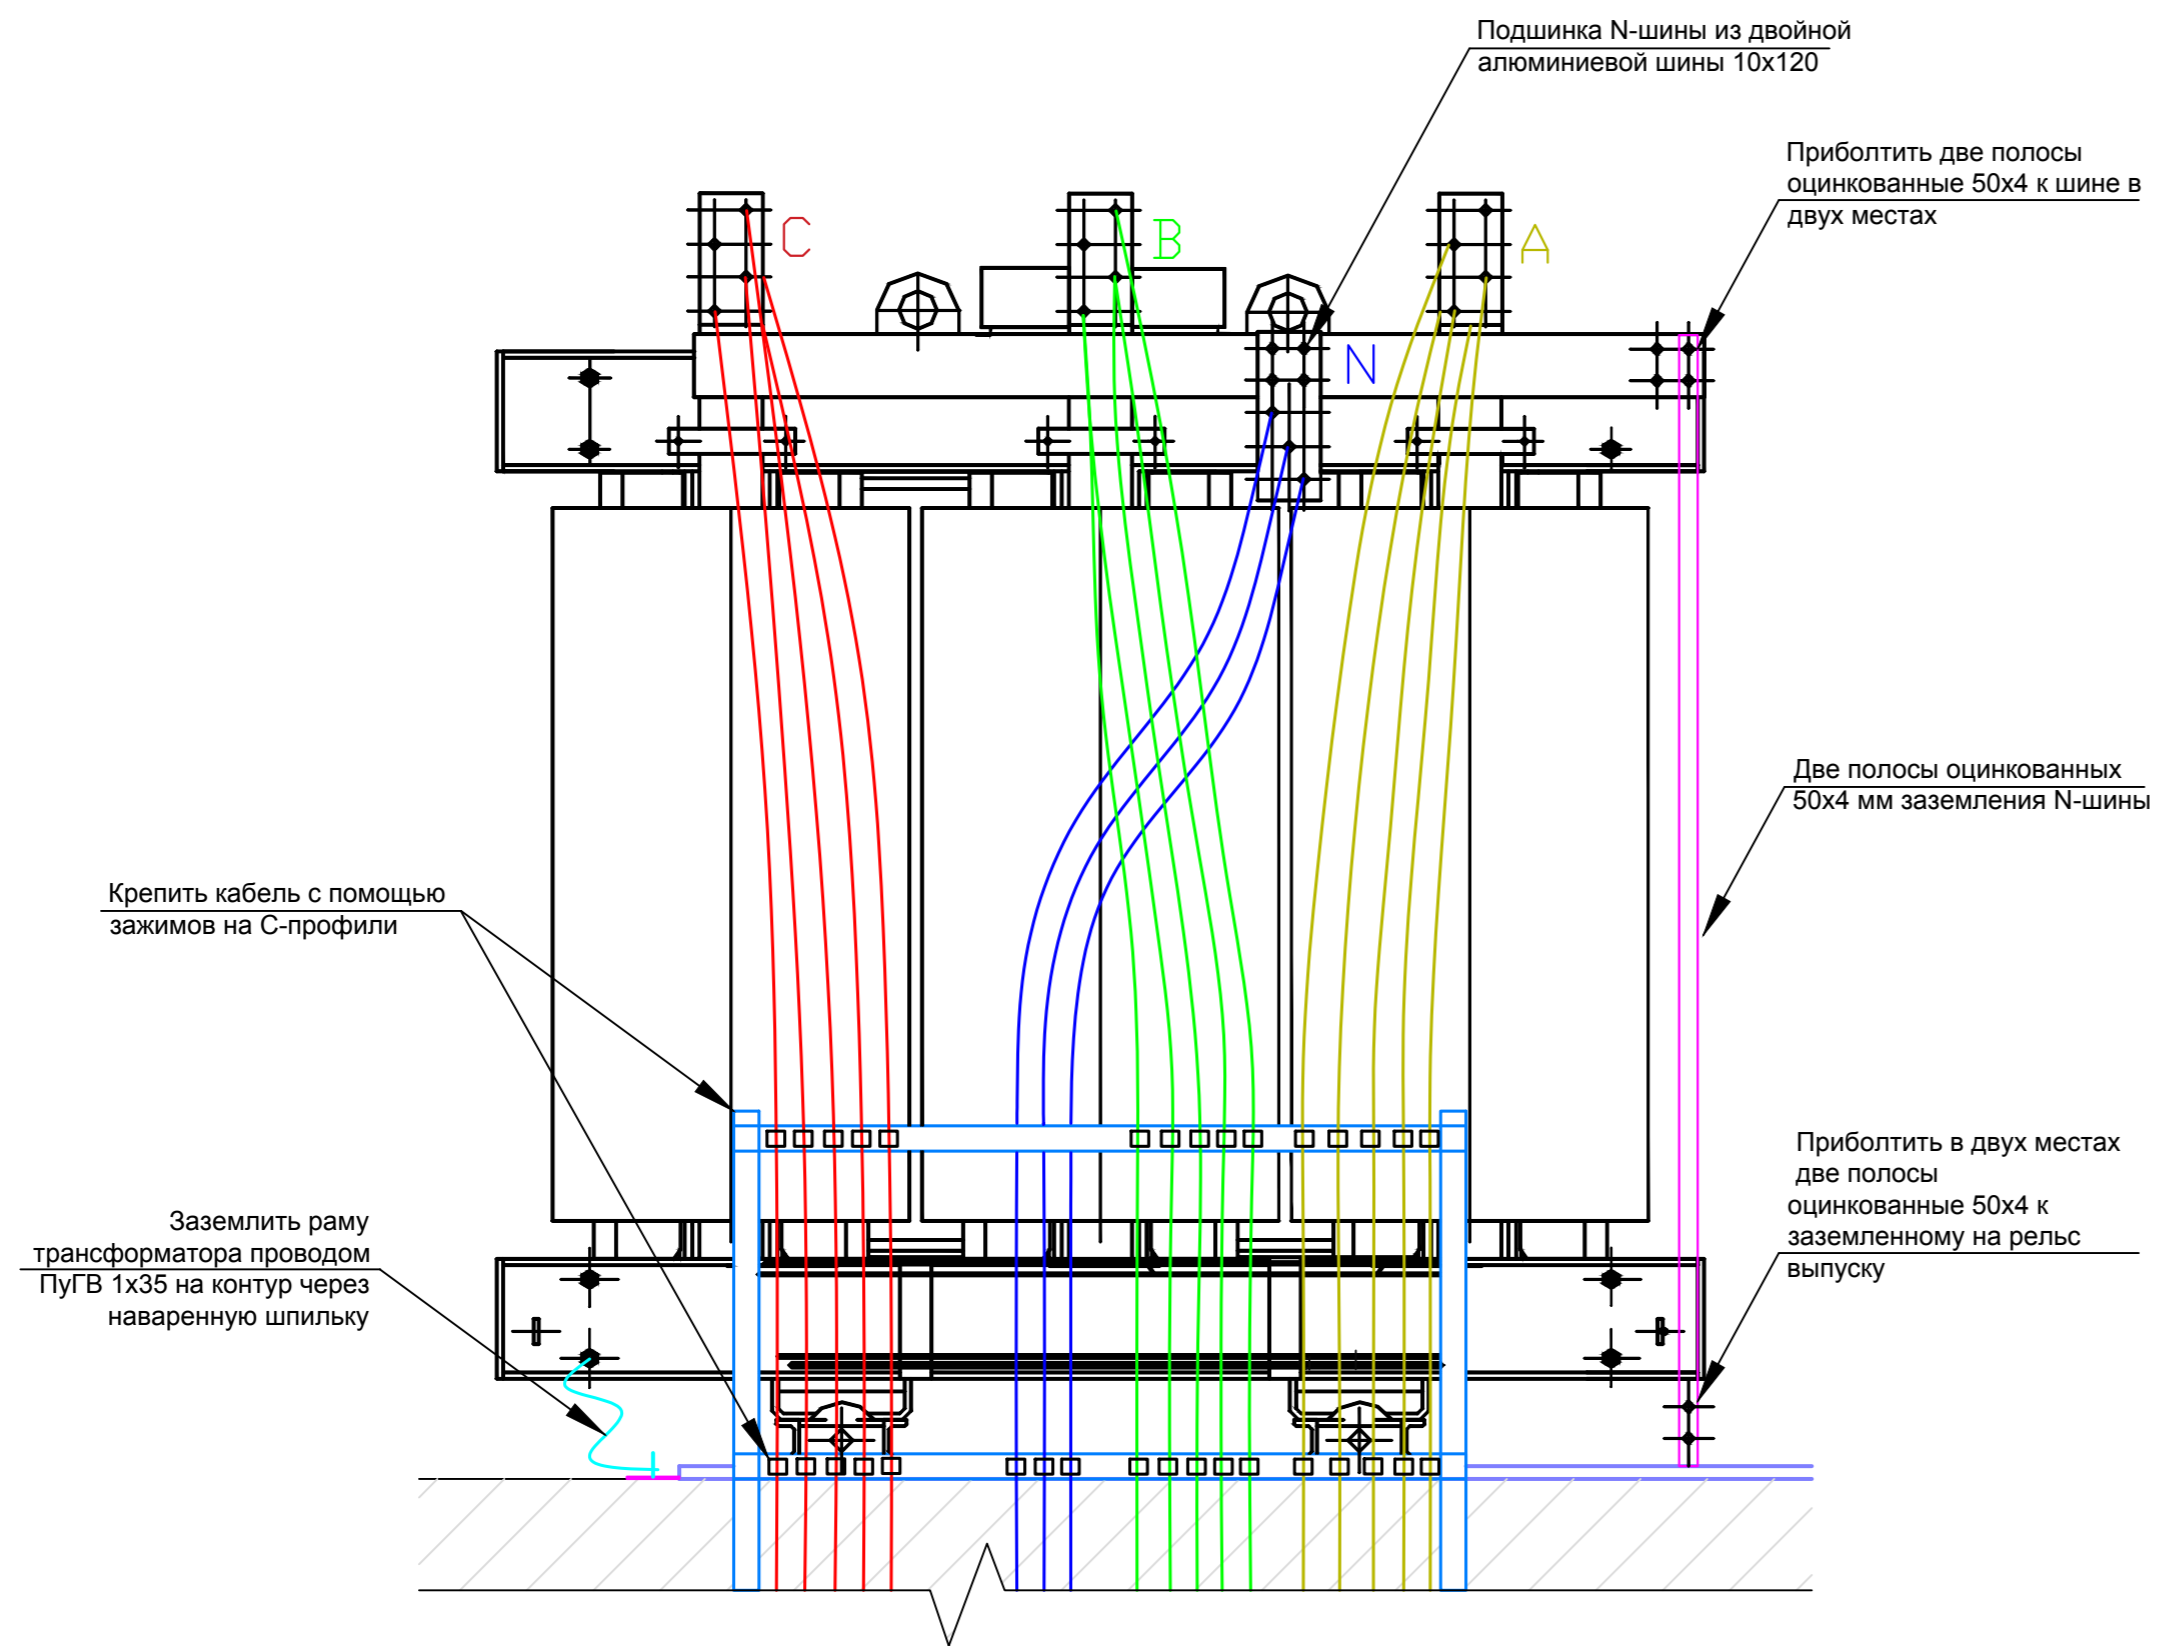 Подшинка N-шины из двойной
алюминиевой шины 10х120
Приболтить две полосы
оцинкованные 50х4 к шине в
двух местах
C
B
A
N
Две полосы оцинкованных
50х4 мм заземления N-шины
Крепить кабель с помощью
зажимов на С-профили
Приболтить в двух местах
две полосы
оцинкованные 50х4 к
заземленному на рельс
выпуску
Заземлить раму
трансформатора проводом
ПуГВ 1х35 на контур через
наваренную шпильку